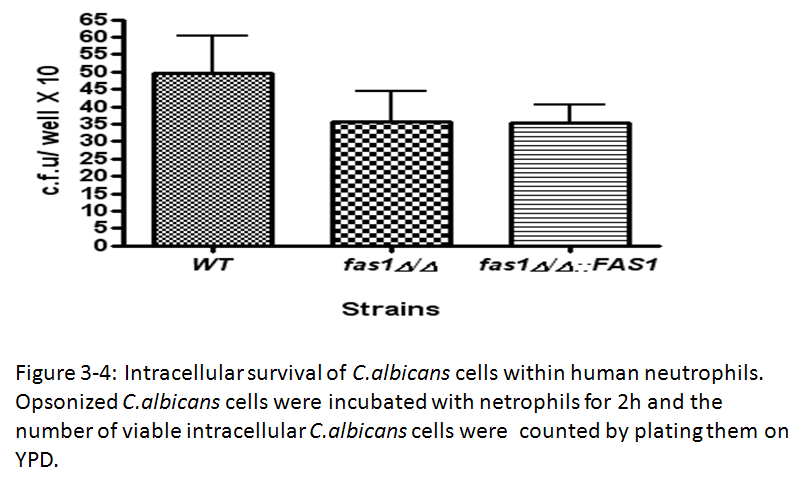 65
60
55
50
45
40
35
30
25
20
15
10
5
0
c.f.u/ well X 10
WT fas1Δ/Δ fas1Δ/Δ::FAS1
Strains
Figure 3-4: Intracellular survival of C.albicans cells within human neutrophils.
Opsonized C.albicans cells were incubated with netrophils for 2h and the
number of viable intracellular C.albicans cells were counted by plating them on
YPD.